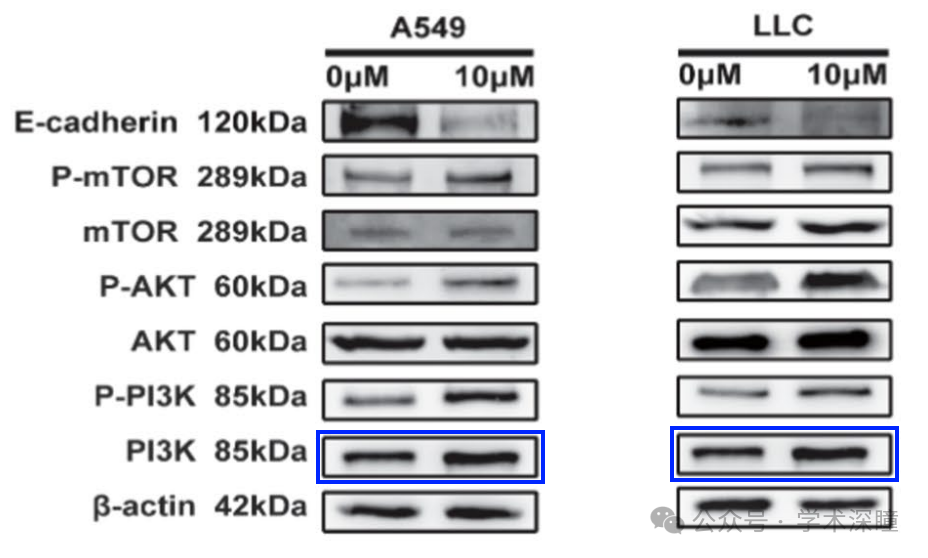 A549 LLC
0μM 10μM 0μM 10μM
E-cadherin 120kDa
P-mTOR 289kDa
mTOR 289kDa
P-AKT 60kDa
AKT 60kDa
P-PI3K 85kDa
PI3K 85kDa
β-actin 42kDa
公众号 · 学术深瞳